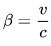 β = v/c